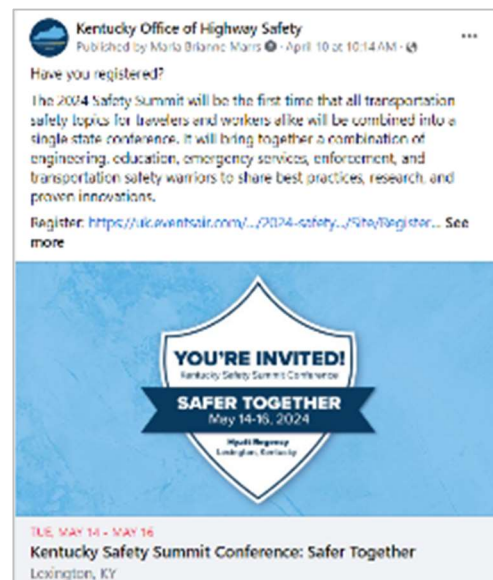 Kentucky Office of Highway Safety
Published by Maria Brianne Marrs · April 10 at 10:14 AM ·
Have you registered?
The 2024 Safety Summit will be the first time that all transportation
safety topics for travelers and workers alike will be combined into a
single state conference. It will bring together a combination of
engineering, education, emergency services, enforcement, and
transportation safety warriors to share best practices, research, and
proven innovations.
Register: https://uk.eventsair.com/.../2024-safety.../Site/Register... See
more
YOU'RE INVITED!
Kentucky Safety Summit Conference
SAFER TOGETHER
May 14-16, 2024
Hyatt Regency
Lexington, Kentucky
TUE, MAY 14 - MAY 16
Kentucky Safety Summit Conference: Safer Together
Lexington, KY